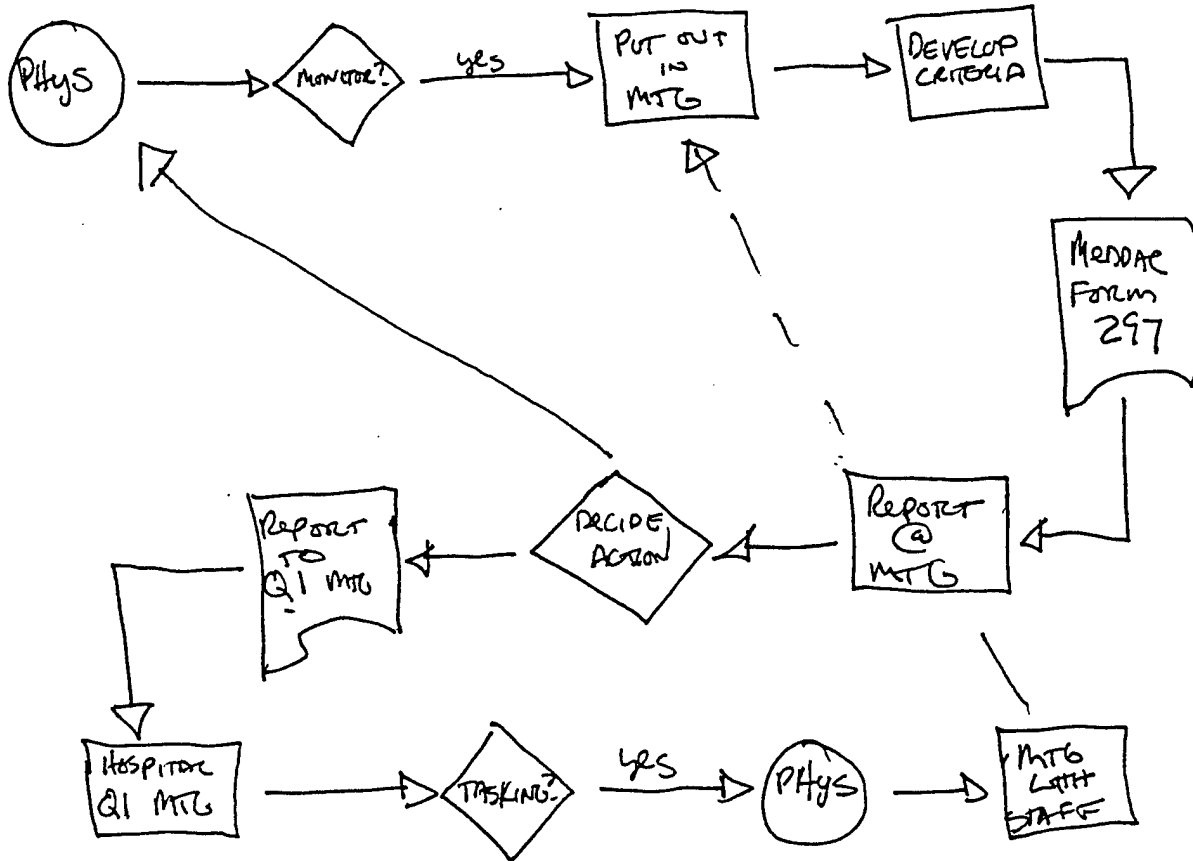 PHYS
MONITOR?
yes
PUT OUT
IN
MTG
DEVELOP
CRITERIA
MEDDAC
FORM
297
REPORT
@
MTG
DECIDE
ACTION
REPORT
TO
QI MTG
HOSPITAL
QI MTG
TASKING?
yes
PHYS
MTG
WITH
STAFF